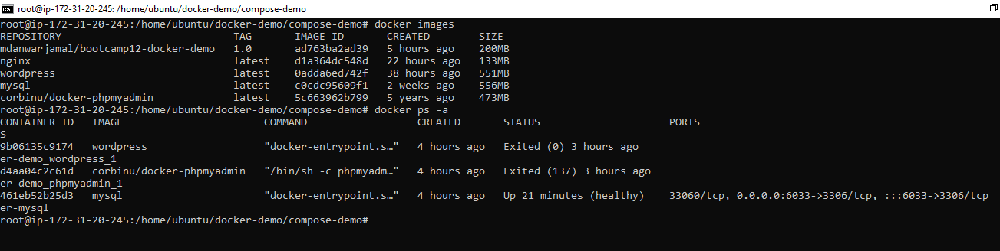 root@ip-172-31-20-245: /home/ubuntu/docker-demo/compose-demo
root@ip-172-31-20-245:/home/ubuntu/docker-demo/compose-demo# docker images
REPOSITORY                            TAG       IMAGE ID       CREATED        SIZE
mdanwarjamal/bootcamp12-docker-demo   1.0       ad763ba2ad39   5 hours ago    200MB
nginx                                 latest    d1a364dc548d   22 hours ago   133MB
wordpress                             latest    0adda6ed742f   38 hours ago   551MB
mysql                                 latest    c0cdc95609f1   2 weeks ago    556MB
corbinu/docker-phpmyadmin             latest    5c663962b799   5 years ago    473MB
root@ip-172-31-20-245:/home/ubuntu/docker-demo/compose-demo# docker ps -a
CONTAINER ID   IMAGE                       COMMAND                  CREATED       STATUS                     PORTS
S
9b06135c9174   wordpress                   "docker-entrypoint.s…"   4 hours ago   Exited (0) 3 hours ago
er-demo_wordpress_1
d4aa04c2c61d   corbinu/docker-phpmyadmin   "/bin/sh -c phpmyadm…"   4 hours ago   Exited (137) 3 hours ago
er-demo_phpmyadmin_1
461eb52b25d3   mysql                       "docker-entrypoint.s…"   4 hours ago   Up 21 minutes (healthy)    33060/tcp, 0.0.0.0:6033->3306/tcp, :::6033->3306/tcp
er-mysql
root@ip-172-31-20-245:/home/ubuntu/docker-demo/compose-demo#